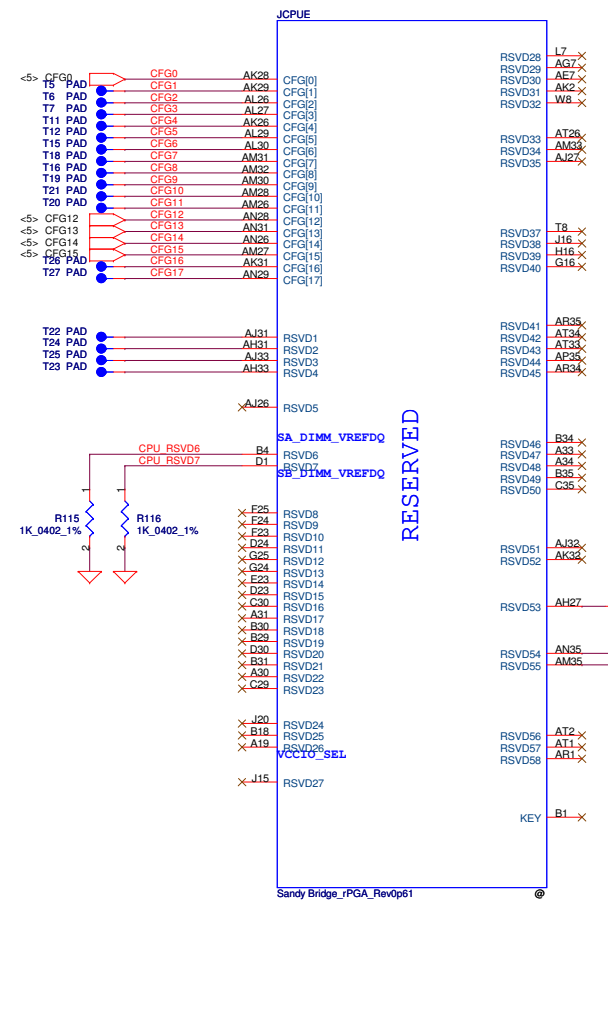 JCPUE
<5> CFG0 CFG0 AK28 CFG[0]
T5 PAD CFG1 AK29 CFG[1]
T6 PAD CFG2 AL26 CFG[2]
T7 PAD CFG3 AL27 CFG[3]
T11 PAD CFG4 AK26 CFG[4]
T12 PAD CFG5 AL29 CFG[5]
T15 PAD CFG6 AL30 CFG[6]
T18 PAD CFG7 AM31 CFG[7]
T16 PAD CFG8 AM32 CFG[8]
T19 PAD CFG9 AM30 CFG[9]
T21 PAD CFG10 AM28 CFG[10]
T20 PAD CFG11 AM26 CFG[11]
<5> CFG12 CFG12 AN28 CFG[12]
<5> CFG13 CFG13 AN31 CFG[13]
<5> CFG14 CFG14 AN26 CFG[14]
<5> CFG15 CFG15 AM27 CFG[15]
T26 PAD CFG16 AK31 CFG[16]
T27 PAD CFG17 AN29 CFG[17]
T22 PAD AJ31 RSVD1
T24 PAD AH31 RSVD2
T25 PAD AJ33 RSVD3
T23 PAD AH33 RSVD4
AJ26 RSVD5
SA_DIMM_VREFDQ
CPU_RSVD6 B4 RSVD6
CPU_RSVD7 D1 RSVD7
SB_DIMM_VREFDQ
1 1
R115 R116
1K_0402_1% 1K_0402_1%
2 2
F25 RSVD8
F24 RSVD9
F23 RSVD10
D24 RSVD11
G25 RSVD12
G24 RSVD13
E23 RSVD14
D23 RSVD15
C30 RSVD16
A31 RSVD17
B30 RSVD18
B29 RSVD19
D30 RSVD20
B31 RSVD21
A30 RSVD22
C29 RSVD23
J20 RSVD24
B18 RSVD25
A19 RSVD26
VCCIO_SEL
J15 RSVD27
RESERVED
RSVD28 L7
RSVD29 AG7
RSVD30 AE7
RSVD31 AK2
RSVD32 W8
RSVD33 AT26
RSVD34 AM33
RSVD35 AJ27
RSVD37 T8
RSVD38 J16
RSVD39 H16
RSVD40 G16
RSVD41 AR35
RSVD42 AT34
RSVD43 AT33
RSVD44 AP35
RSVD45 AR34
RSVD46 B34
RSVD47 A33
RSVD48 A34
RSVD49 B35
RSVD50 C35
RSVD51 AJ32
RSVD52 AK32
RSVD53 AH27
RSVD54 AN35
RSVD55 AM35
RSVD56 AT2
RSVD57 AT1
RSVD58 AR1
KEY B1
Sandy Bridge_rPGA_Rev0p61 @